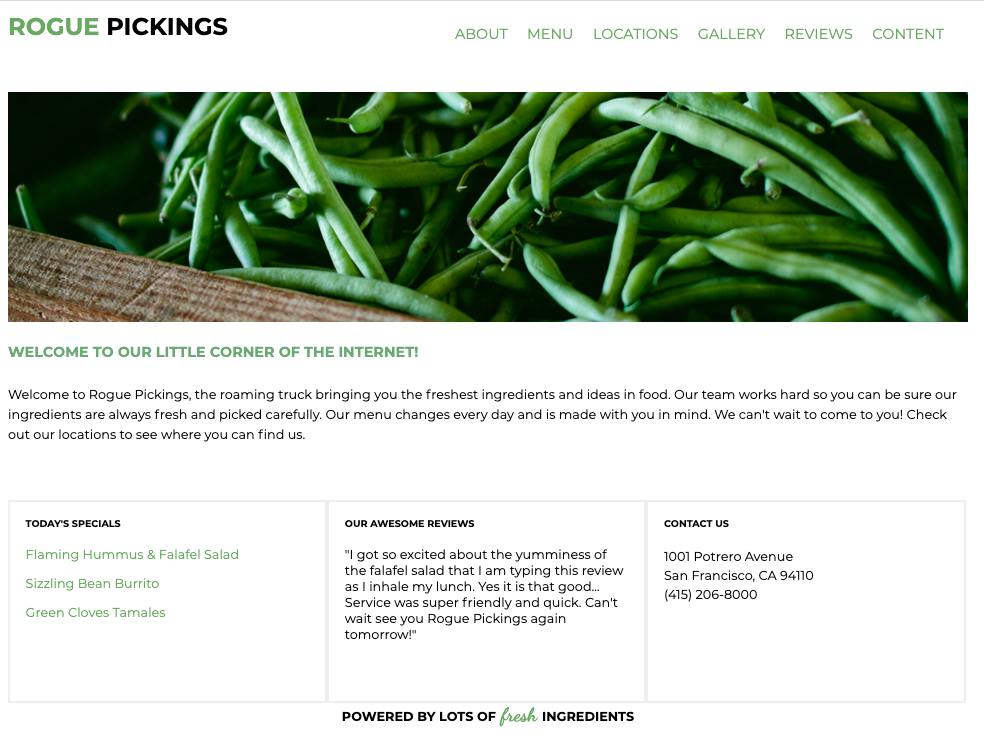 ROGUE PICKINGS
ABOUT MENU LOCATIONS GALLERY REVIEWS CONTENT
WELCOME TO OUR LITTLE CORNER OF THE INTERNET!
Welcome to Rogue Pickings, the roaming truck bringing you the freshest ingredients and ideas in food. Our team works hard so you can be sure our
ingredients are always fresh and picked carefully. Our menu changes every day and is made with you in mind. We can't wait to come to you! Check
out our locations to see where you can find us.
TODAY'S SPECIALS
Flaming Hummus & Falafel Salad
Sizzling Bean Burrito
Green Cloves Tamales
OUR AWESOME REVIEWS
"I got so excited about the yumminess of
the falafel salad that I am typing this review
as I inhale my lunch. Yes it is that good...
Service was super friendly and quick. Can't
wait see you Rogue Pickings again
tomorrow!"
CONTACT US
1001 Potrero Avenue
San Francisco, CA 94110
(415) 206-8000
POWERED BY LOTS OF fresh INGREDIENTS